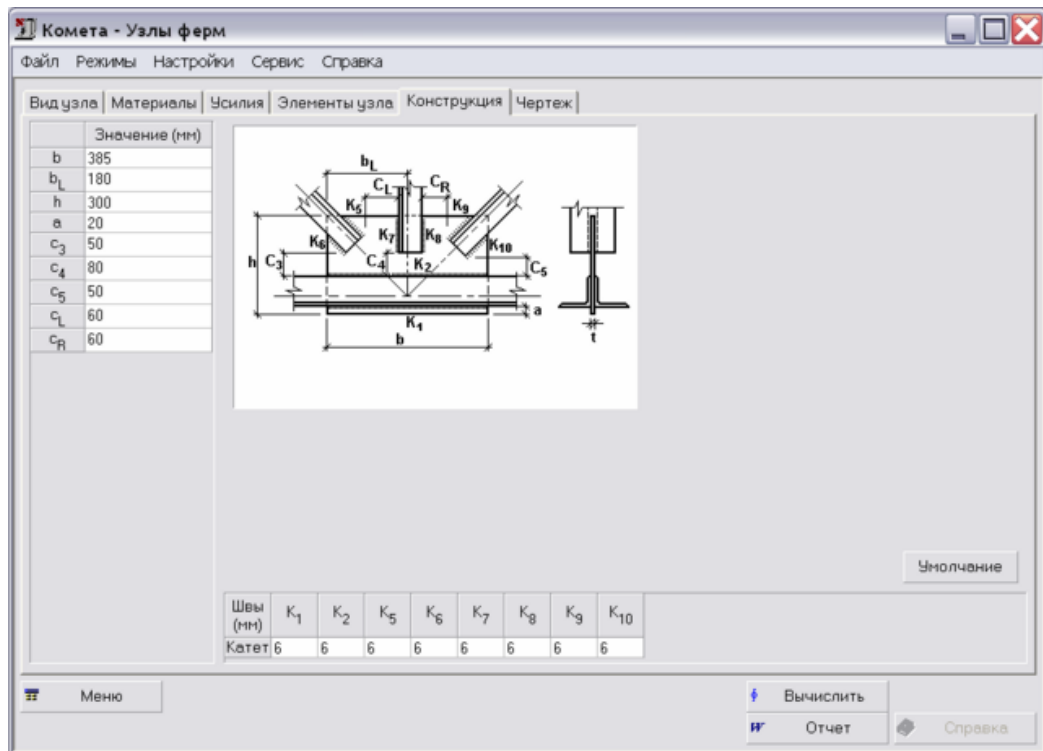 Комета - Узлы ферм
Файл Режимы Настройки Сервис Справка
Вид узла Материалы Усилия Элементы узла Конструкция Чертеж
Значение (мм)
b 385
bL 180
h 300
a 20
c3 50
c4 80
c5 50
cL 60
cR 60
bL
CL CR
K5 K9
K7 K8
K6 K10
h C3 C4 K2 C5
a
K1
b
t
Умолчание
Швы (мм) K1 K2 K5 K6 K7 K8 K9 K10
Катет 6 6 6 6 6 6 6 6
Меню Вычислить
Отчет Справка